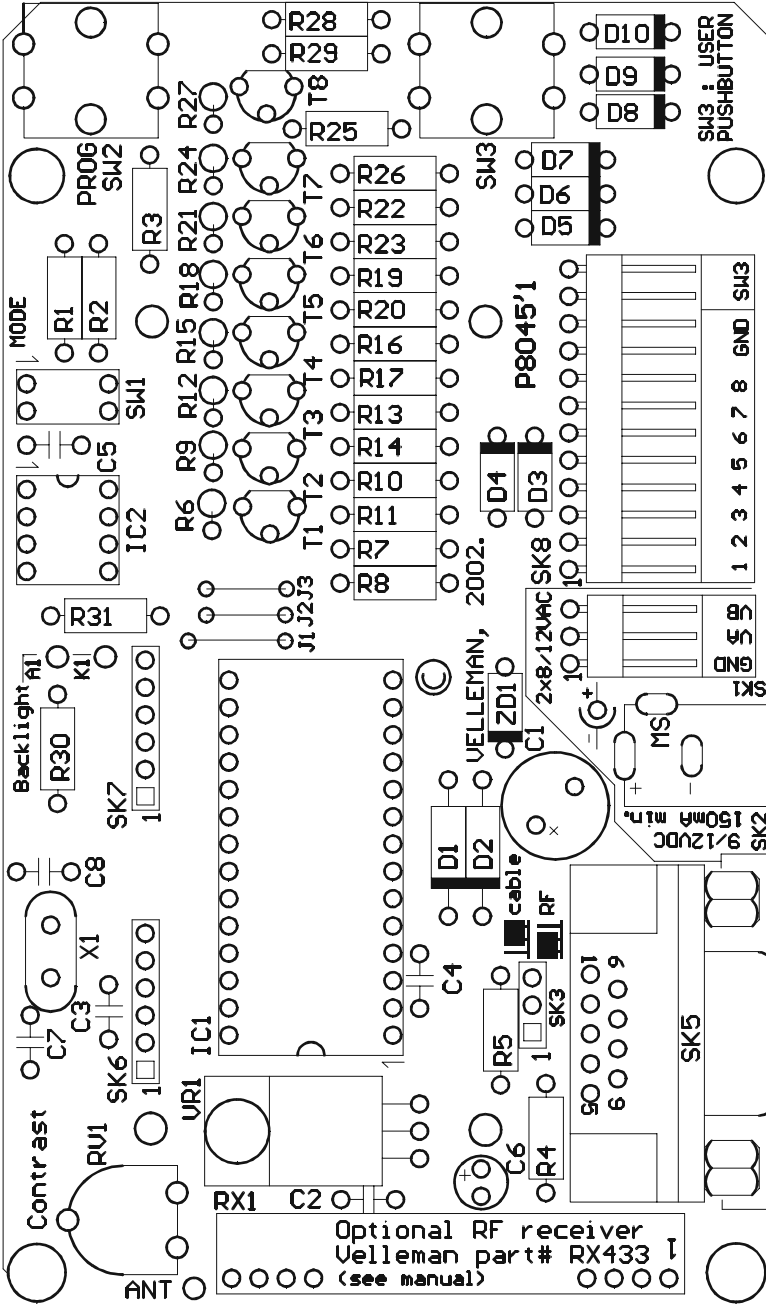 R28
R29
D10
D9
D8
SW3 : USER
PUSHBUTTON
R27
T8
R25
PROG
SW2
SW3
R24
T7
R26
D7
D6
D5
R3
R21
T6
R22
R23
R18
T5
R19
R20
MODE
R1
R2
R15
T4
R16
R17
P8045'1
SW3
GND
8
7
6
5
4
3
2
1
SW1
R12
T3
R13
R14
C5
R9
T2
R10
D4
D3
IC2
R6
T1
R11
R7
R8
SK8
1
R31
J3
J2
J1
VELLEMAN, 2002.
2x8/12VAC
1
VB
VA
GND
SK1
A1
K1
Backlight
R30
SK7
1
ZD1
C1
+
-
MS
+
-
9/12VDC
150mA min.
SK2
D1
D2
C8
X1
C3
C7
SK6
1
IC1
1
C4
cable
RF
SK3
1
R5
10
6
5
9
SK5
Contrast
RV1
VR1
C6
+
R4
RX1
C2
Optional RF receiver
Velleman part# RX433
(see manual)
1
ANT